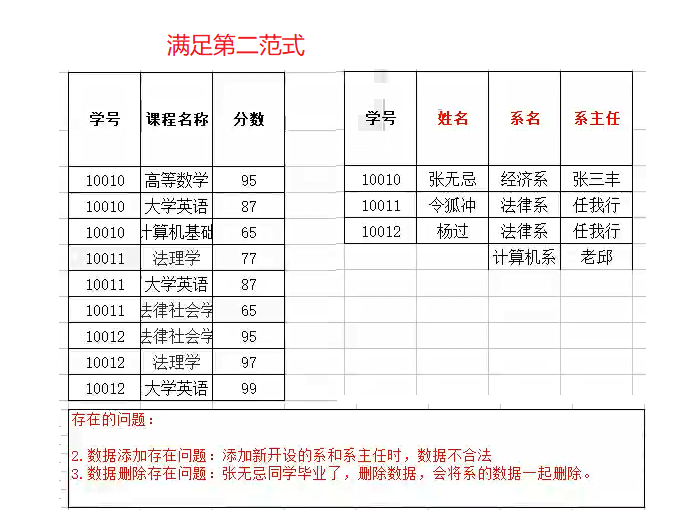 满足第二范式
学号 课程名称 分数
10010 高等数学 95
10010 大学英语 87
10010 计算机基础 65
10011 法理学 77
10011 大学英语 87
10011 法律社会学 65
10012 法律社会学 95
10012 法理学 97
10012 大学英语 99
学号 姓名 系名 系主任
10010 张无忌 经济系 张三丰
10011 令狐冲 法律系 任我行
10012 杨过 法律系 任我行
计算机系 老邱
存在的问题：
2.数据添加存在问题：添加新开设的系和系主任时，数据不合法
3.数据删除存在问题：张无忌同学毕业了，删除数据，会将系的数据一起删除。